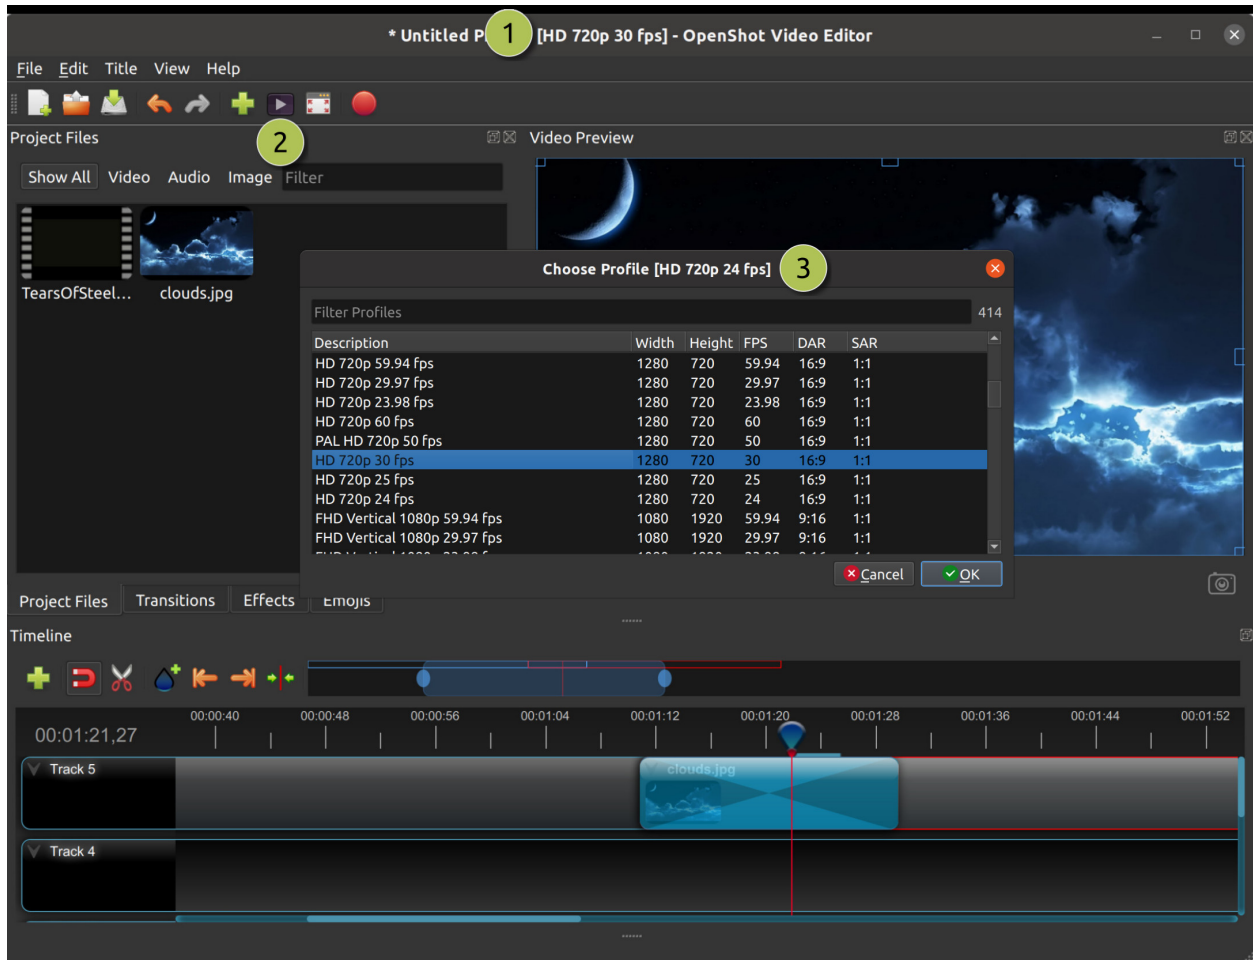 * Untitled P 1 [HD 720p 30 fps] - OpenShot Video Editor
File Edit Title View Help
2
Project Files
Video Preview
Show All Video Audio Image Filter
TearsOfSteel... clouds.jpg
Choose Profile [HD 720p 24 fps] 3
Filter Profiles 414
Description Width Height FPS DAR SAR
HD 720p 59.94 fps 1280 720 59.94 16:9 1:1
HD 720p 29.97 fps 1280 720 29.97 16:9 1:1
HD 720p 23.98 fps 1280 720 23.98 16:9 1:1
HD 720p 60 fps 1280 720 60 16:9 1:1
PAL HD 720p 50 fps 1280 720 50 16:9 1:1
HD 720p 30 fps 1280 720 30 16:9 1:1
HD 720p 25 fps 1280 720 25 16:9 1:1
HD 720p 24 fps 1280 720 24 16:9 1:1
FHD Vertical 1080p 59.94 fps 1080 1920 59.94 9:16 1:1
FHD Vertical 1080p 29.97 fps 1080 1920 29.97 9:16 1:1
Cancel OK
Project Files Transitions Effects Emojis
Timeline
00:00:40 00:00:48 00:00:56 00:01:04 00:01:12 00:01:20 00:01:28 00:01:36 00:01:44 00:01:52
00:01:21,27
Track 5
clouds.jpg
Track 4